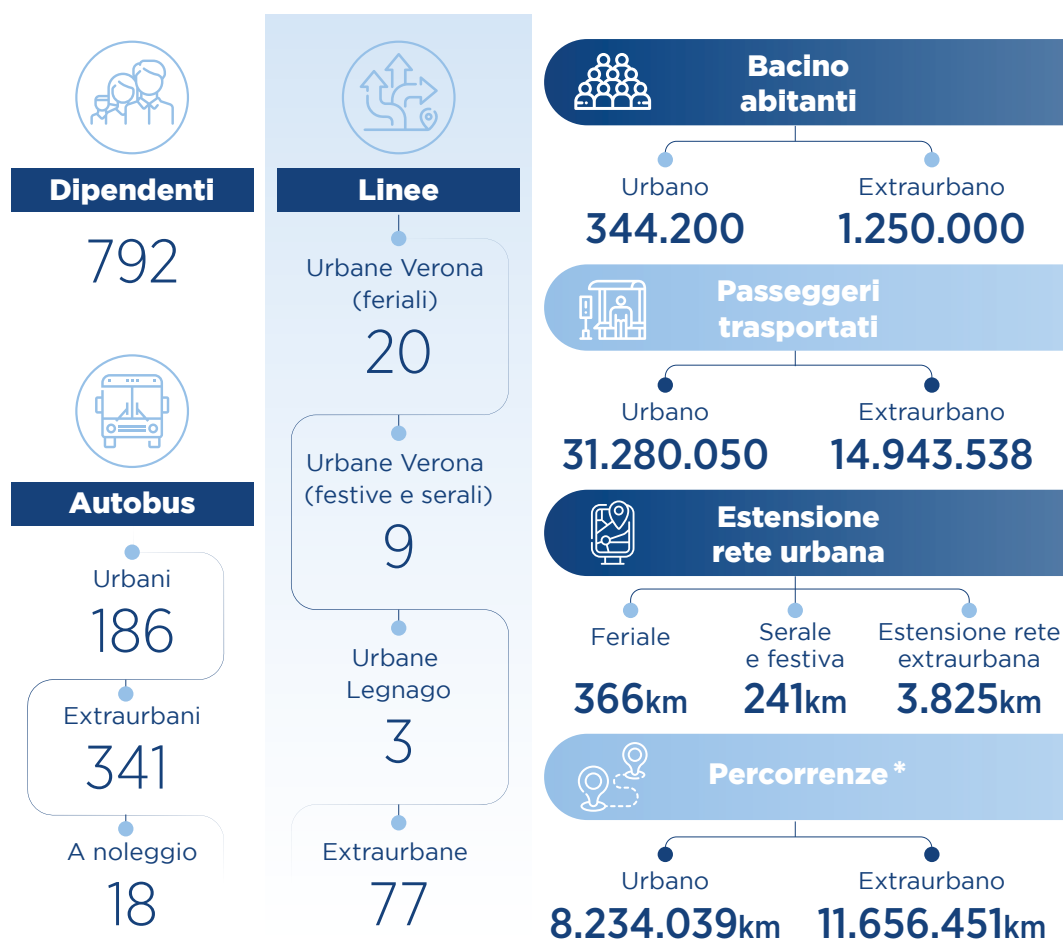 Dipendenti
792
Autobus
Urbani
186
Extraurbani
341
A noleggio
18
Linee
Urbane Verona
(feriali)
20
Urbane Verona
(festive e serali)
9
Urbane
Legnago
3
Extraurbane
77
Bacino
abitanti
Urbano
344.200
Extraurbano
1.250.000
Passeggeri
trasportati
Urbano
31.280.050
Extraurbano
14.943.538
Estensione
rete urbana
Feriale
366km
Serale
e festiva
241km
Estensione rete
extraurbana
3.825km
Percorrenze *
Urbano
8.234.039km
Extraurbano
11.656.451km